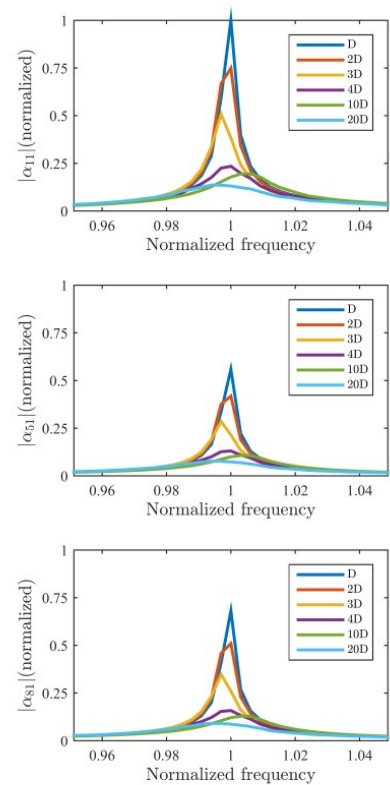 1
0.75
0.5
0.25
0
|α11|(normalized)
D
2D
3D
4D
10D
20D
0.96 0.98 1 1.02 1.04
Normalized frequency
1
0.75
0.5
0.25
0
|α51|(normalized)
D
2D
3D
4D
10D
20D
0.96 0.98 1 1.02 1.04
Normalized frequency
1
0.75
0.5
0.25
0
|α81|(normalized)
D
2D
3D
4D
10D
20D
0.96 0.98 1 1.02 1.04
Normalized frequency